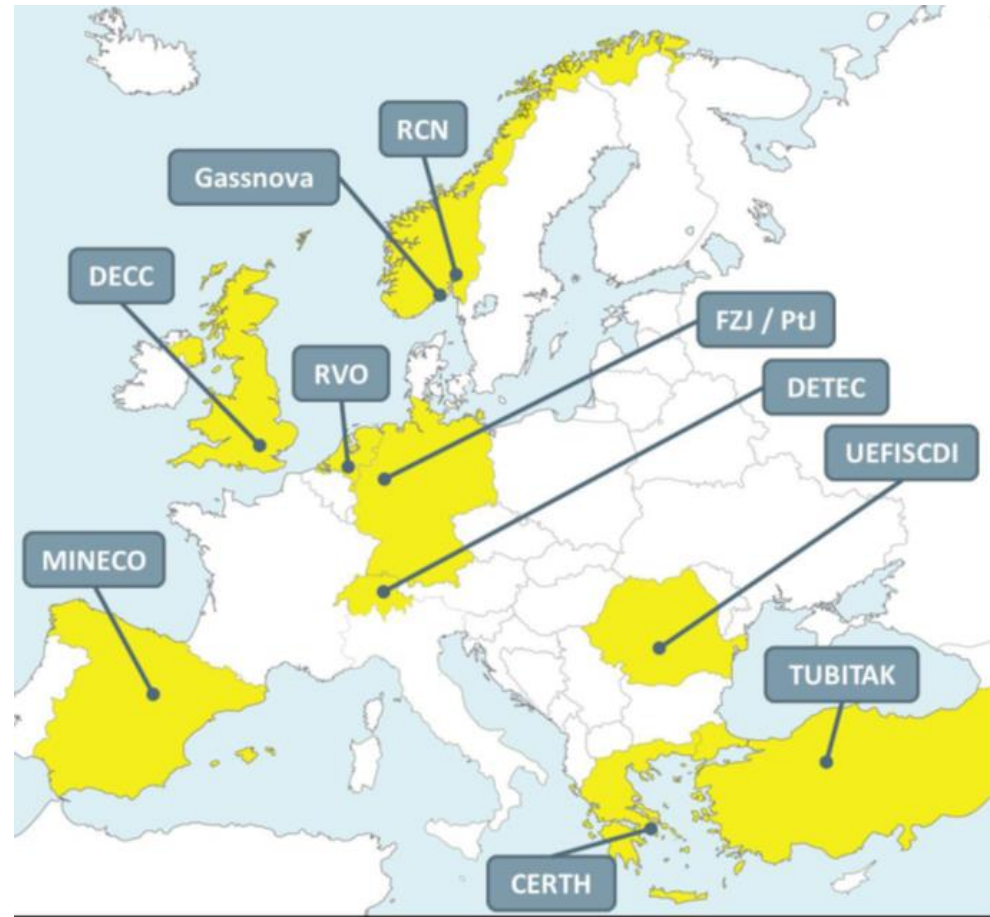 RCN
Gassnova
DECC
FZJ / PtJ
RVO
DETEC
UEFISCDI
MINECO
TUBITAK
CERTH